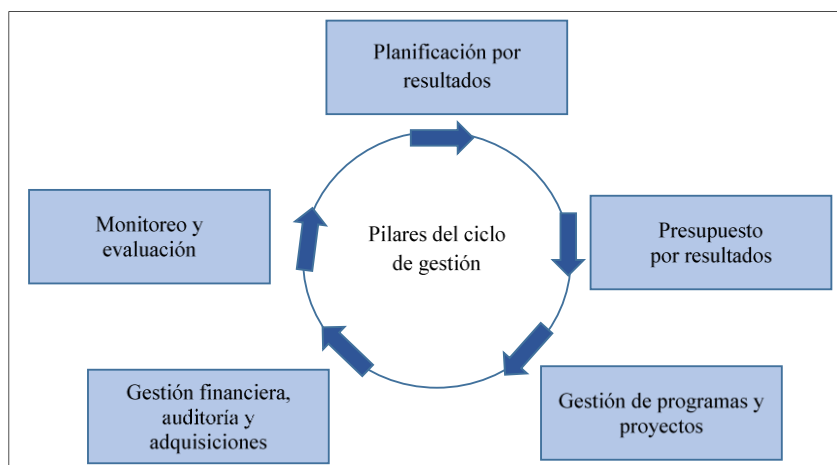 Planificación por
resultados
Pilares del ciclo
de gestión
Presupuesto
por resultados
Gestión de programas y
proyectos
Gestión financiera,
auditoría y
adquisiciones
Monitoreo y
evaluación